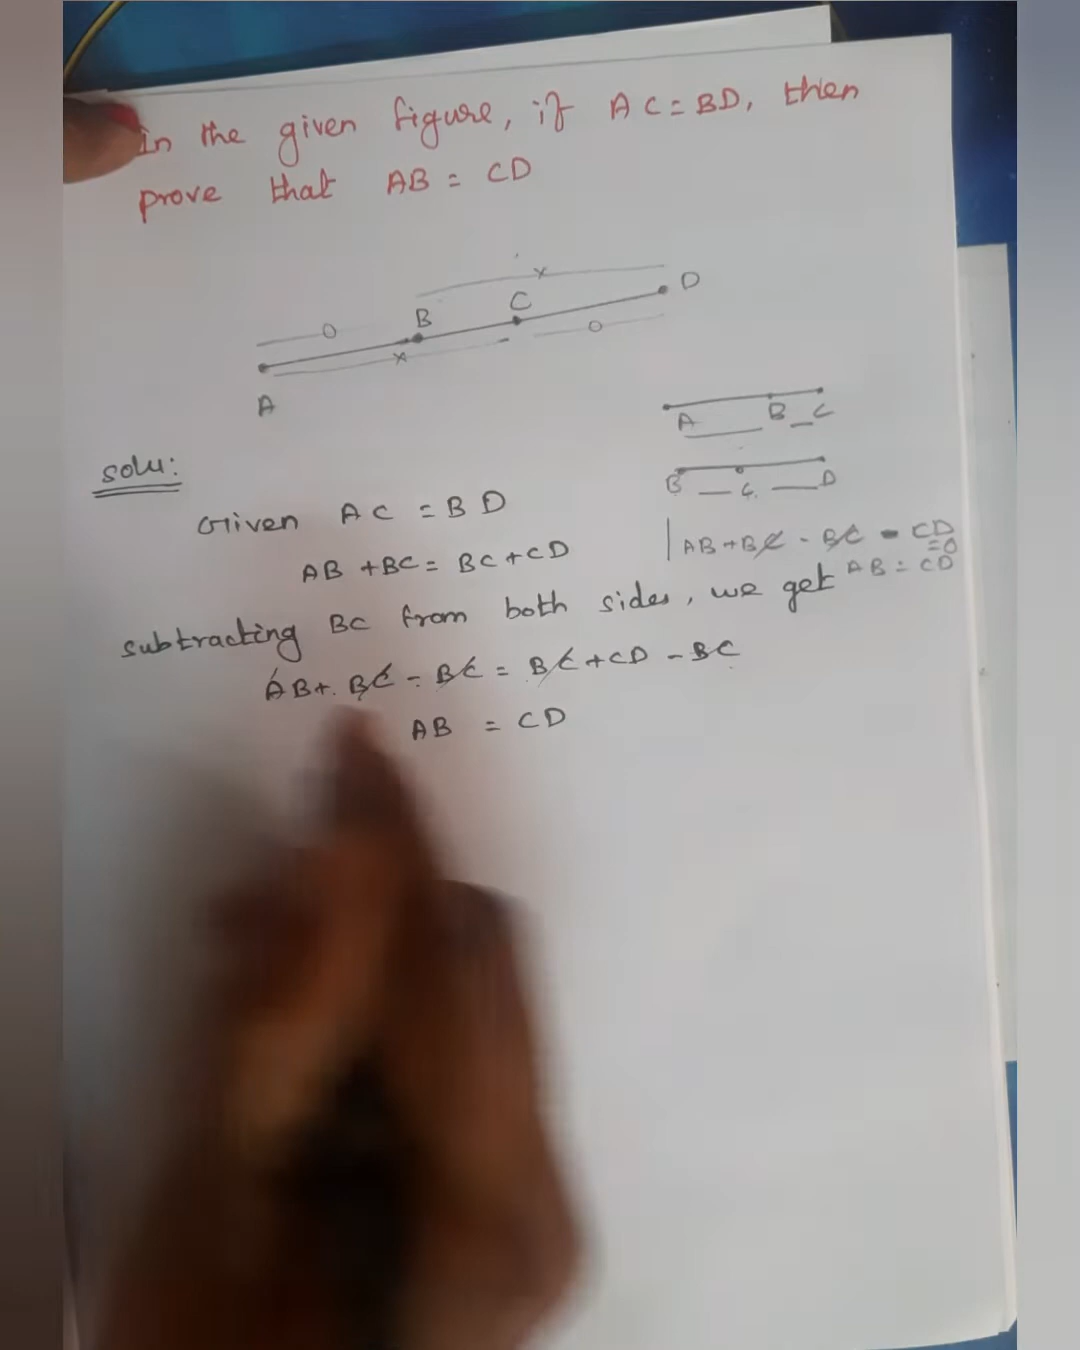 In the given figure, if AC = BD, then
prove that AB = CD
x
D
C
B
o
o
x
A
A B C
B C D
Solu:
Given AC = BD
AB + BC = BC + CD
AB + BC - BC - CD
= 0
AB = CD
subtracting BC from both sides, we get
AB + BC - BC = BC + CD - BC
AB = CD